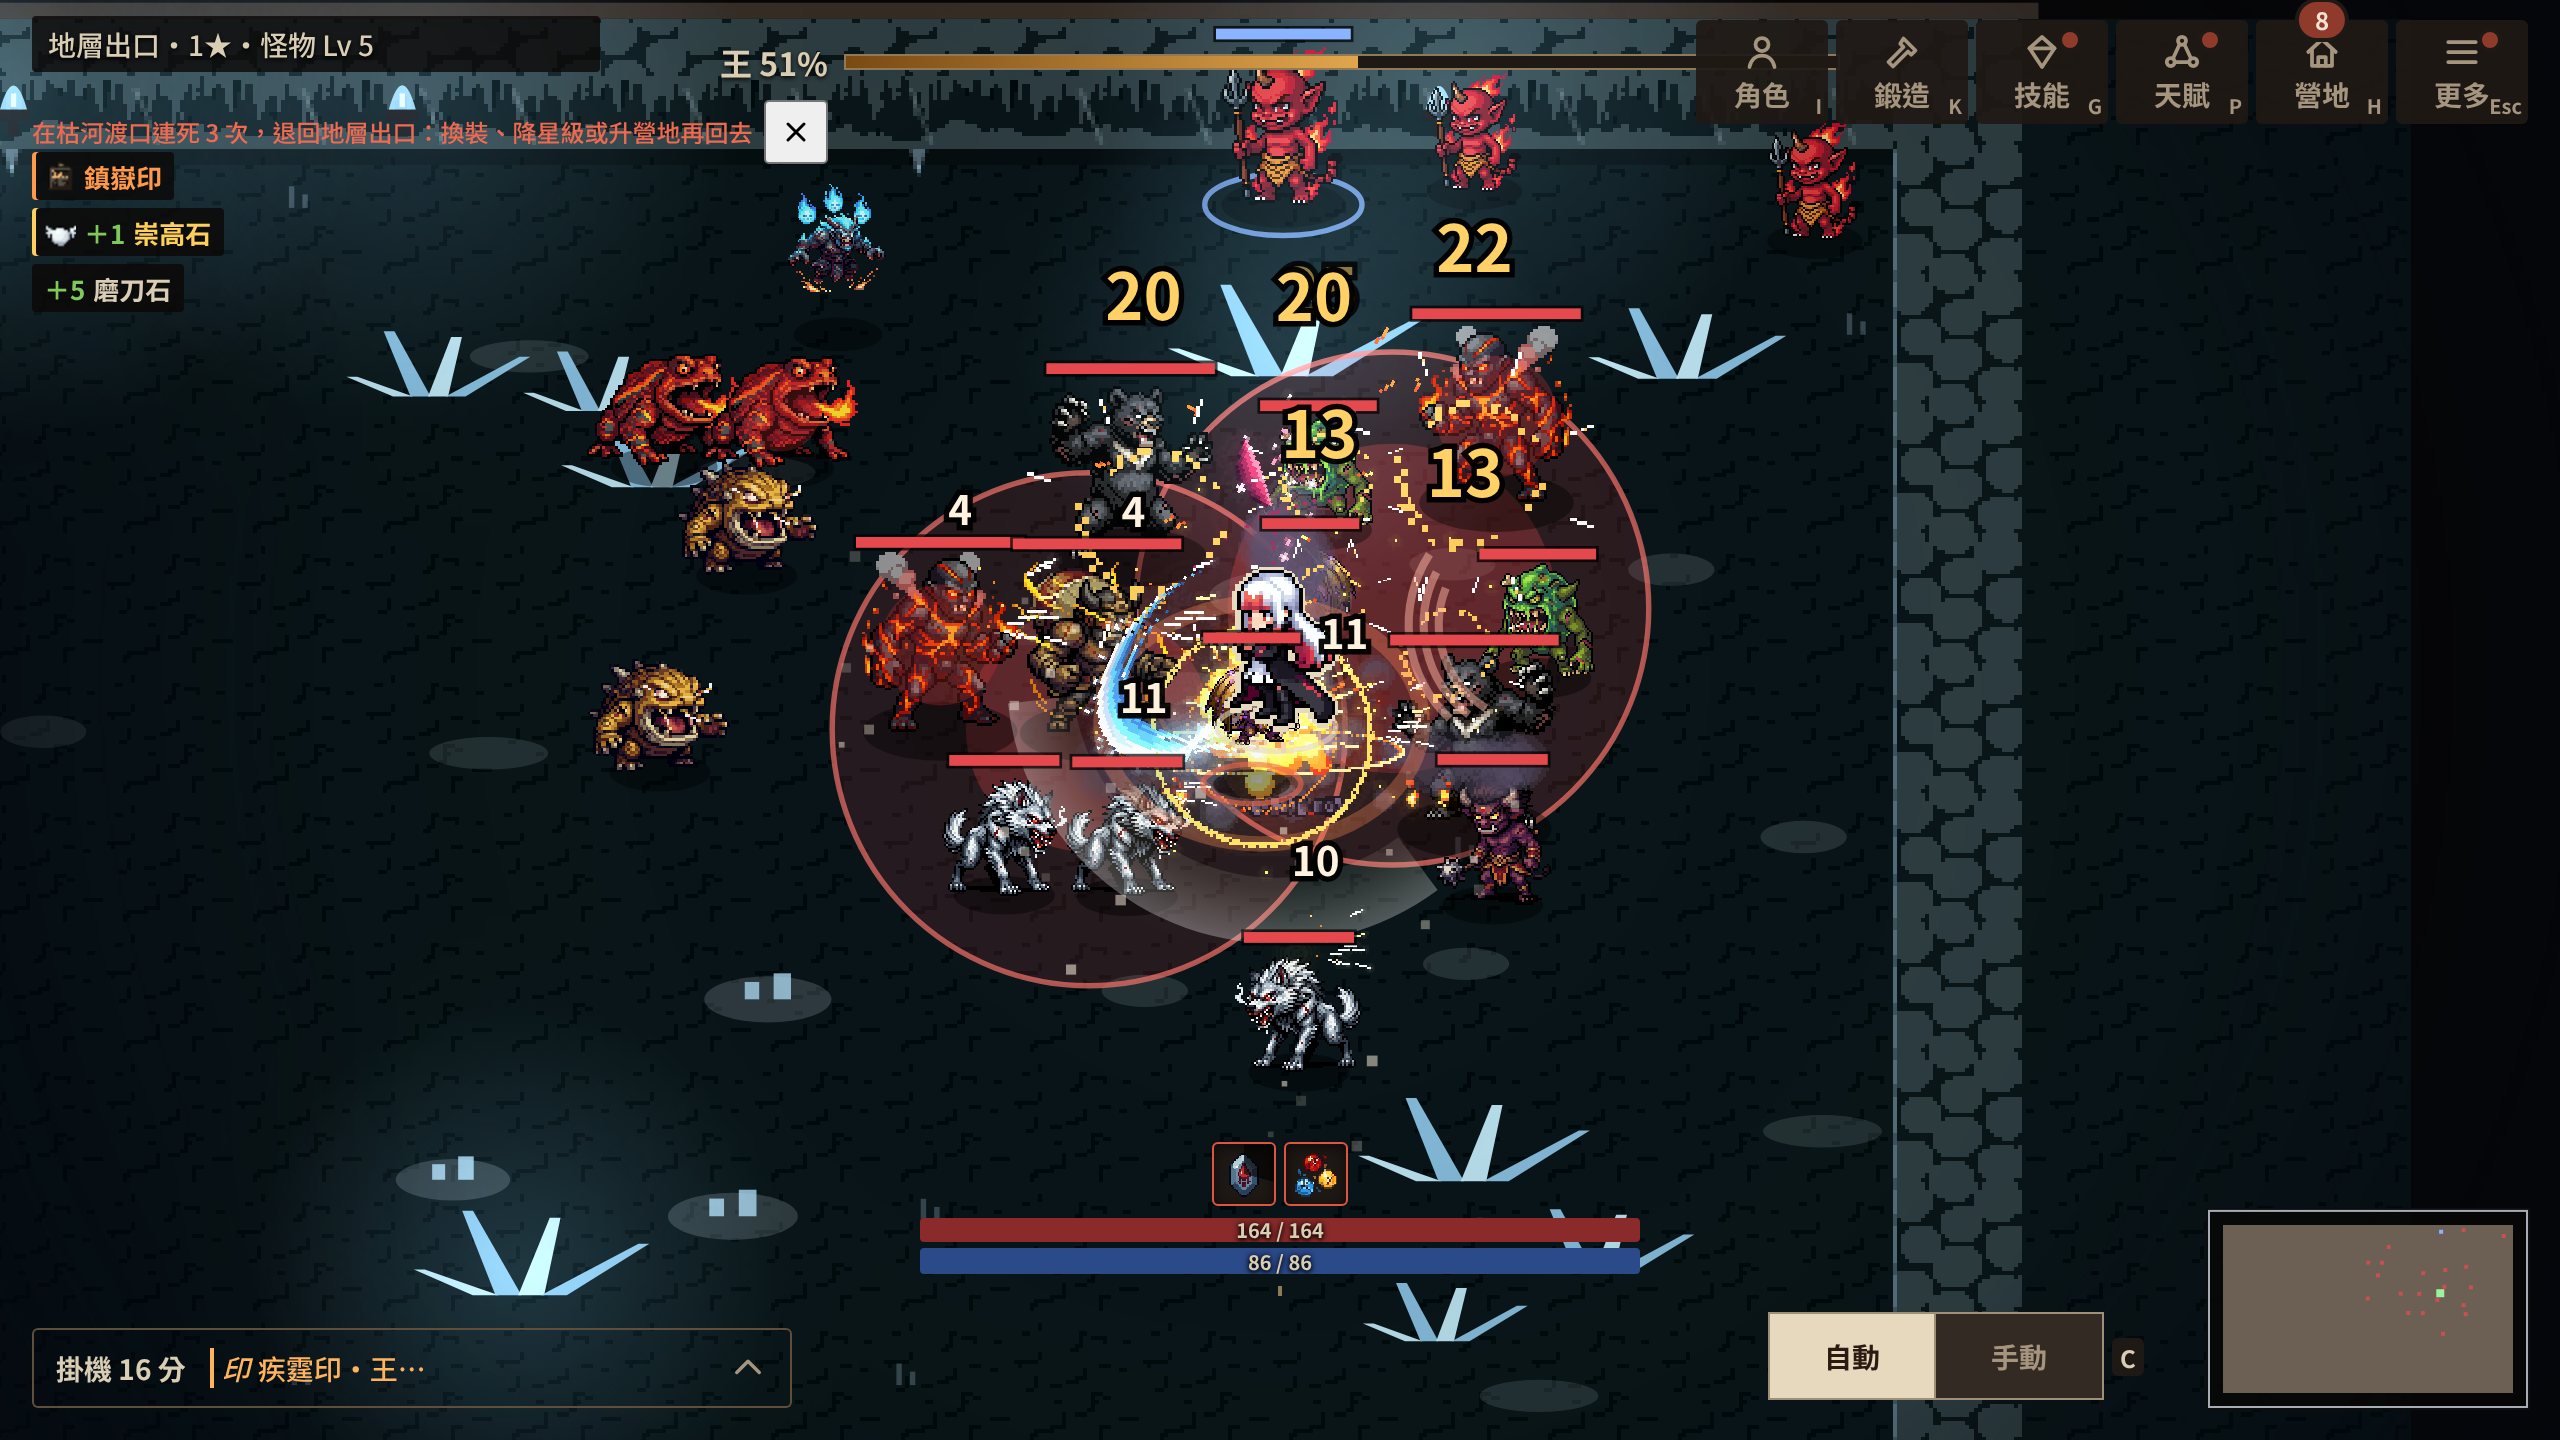 地層出口・1★・怪物 Lv 5
王 51%
角色 I
鍛造 K
技能 G
天賦 P
8
營地 H
更多 Esc
在枯河渡口連死 3 次，退回地層出口：換裝、降星級或升營地再回去
鎮嶽印
+1 崇高石
+5 磨刀石
22
20
20
13
13
4
4
11
11
10
164 / 164
86 / 86
掛機 16 分 印 疾霆印・王…
自動
手動
C